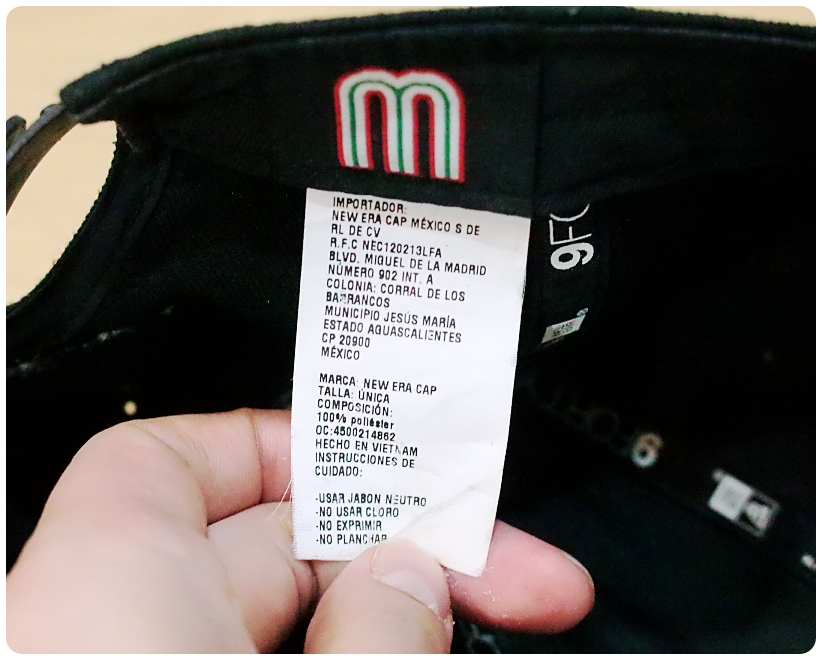 m
IMPORTADOR:
NEW ERA CAP MÉXICO S DE
RL DE CV
R.F.C NEC120213LFA
BLVD. MIGUEL DE LA MADRID
NÚMERO 902 INT. A
COLONIA: CORRAL DE LOS
BARRANCOS
MUNICIPIO JESÚS MARÍA
ESTADO AGUASCALIENTES
CP 20900
MÉXICO
MARCA: NEW ERA CAP
TALLA: ÚNICA
COMPOSICIÓN:
100% poliéster
OC:4500214862
HECHO EN VIETNAM
INSTRUCCIONES DE
CUIDADO:
-USAR JABON NEUTRO
-NO USAR CLORO
-NO EXPRIMIR
-NO PLANCHAR
9FO
9FORTY